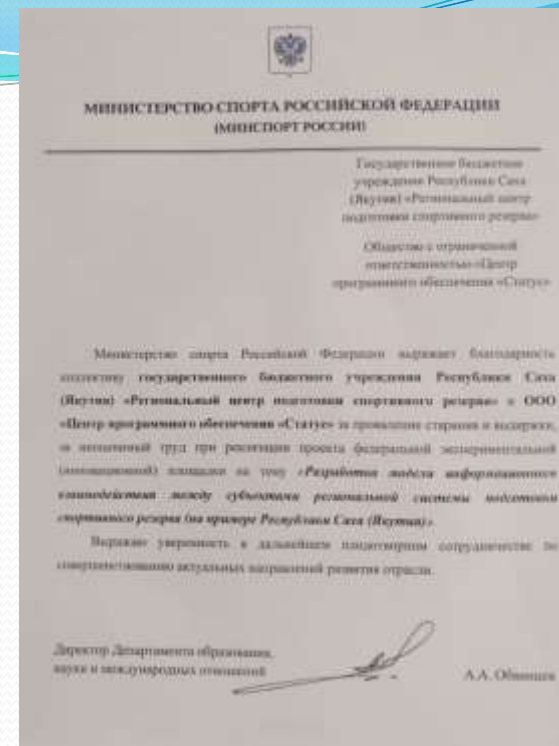 МИНИСТЕРСТВО СПОРТА РОССИЙСКОЙ ФЕДЕРАЦИИ
(МИНСПОРТ РОССИИ)
Государственное бюджетное
учреждение Республики Саха
(Якутия) «Региональный центр
подготовки спортивного резерва»
Общество с ограниченной
ответственностью «Центр
программного обеспечения «Статус»
Министерство спорта Российской Федерации выражает благодарность
коллективу государственного бюджетного учреждения Республики Саха
(Якутия) «Региональный центр подготовки спортивного резерва» и ООО
«Центр программного обеспечения «Статус» за проявленные старания и выдержку,
за неоценимый труд при реализации проекта федеральной экспериментальной
(инновационной) площадки на тему «Разработка модели информационного
взаимодействия между субъектами региональной системы подготовки
спортивного резерва (на примере Республики Саха (Якутия)».
Выражаю уверенность в дальнейшем плодотворном сотрудничестве по
совершенствованию актуальных направлений развития отрасли.
Директор Департамента образования,
науки и международных отношений
А.А.